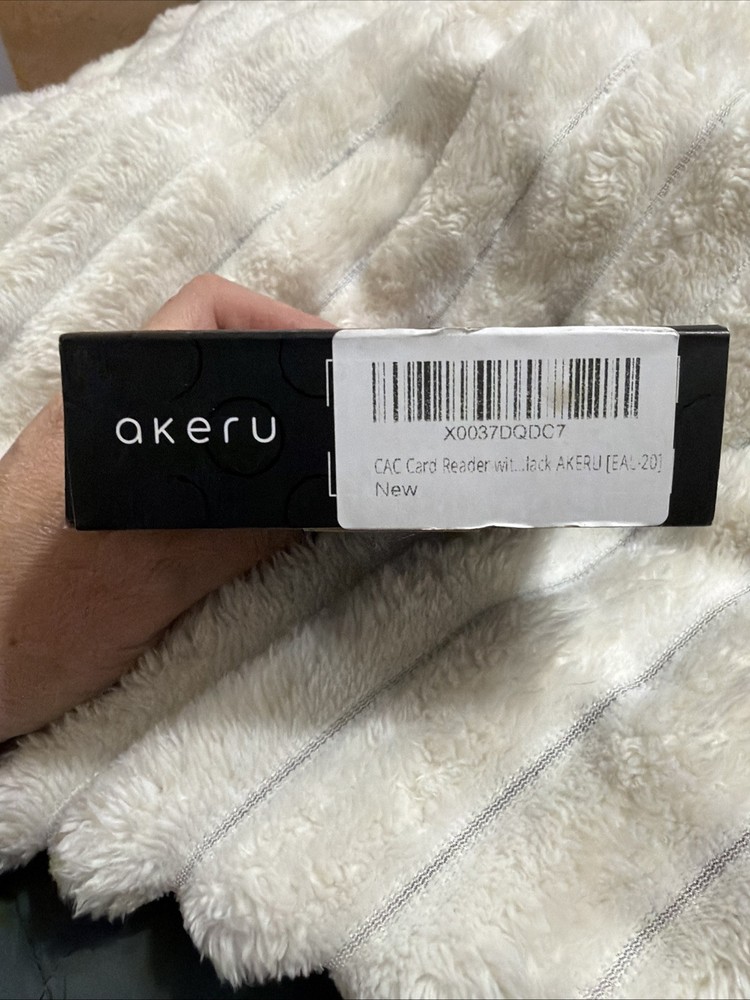 akeru
X0037DQDC7
CAC Card Reader wit...lack AKERU [EAL-20]
New